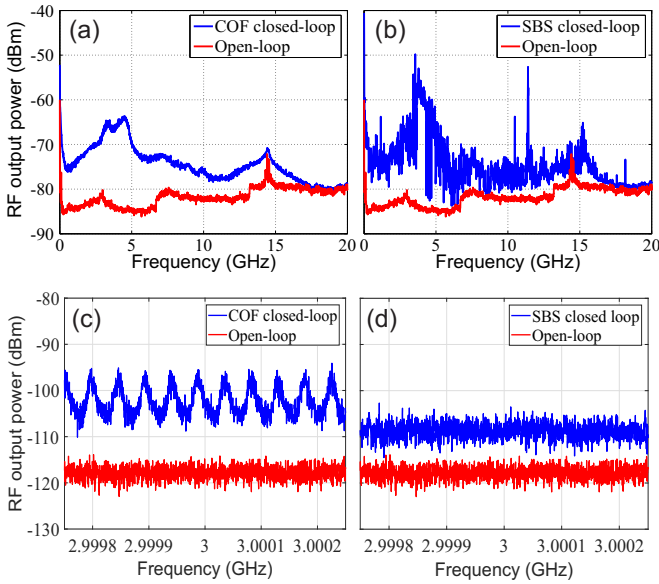 (a)
COF closed-loop
Open-loop
(b)
SBS closed-loop
Open-loop
RF output power (dBm)
-40
-50
-60
-70
-80
-90
0 5 10 15 20
0 5 10 15 20
Frequency (GHz)
Frequency (GHz)
(c)
COF closed-loop
Open-loop
(d)
SBS closed loop
Open-loop
RF output power (dBm)
-80
-90
-100
-110
-120
-130
2.9998 2.9999 3 3.0001 3.0002
2.9998 2.9999 3 3.0001 3.0002
Frequency (GHz)
Frequency (GHz)